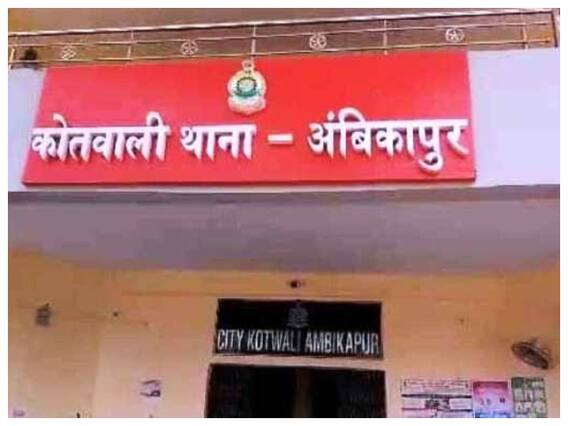 कोतवाली थाना - अंबिकापुर
CITY KOTWALI AMBIKAPUR